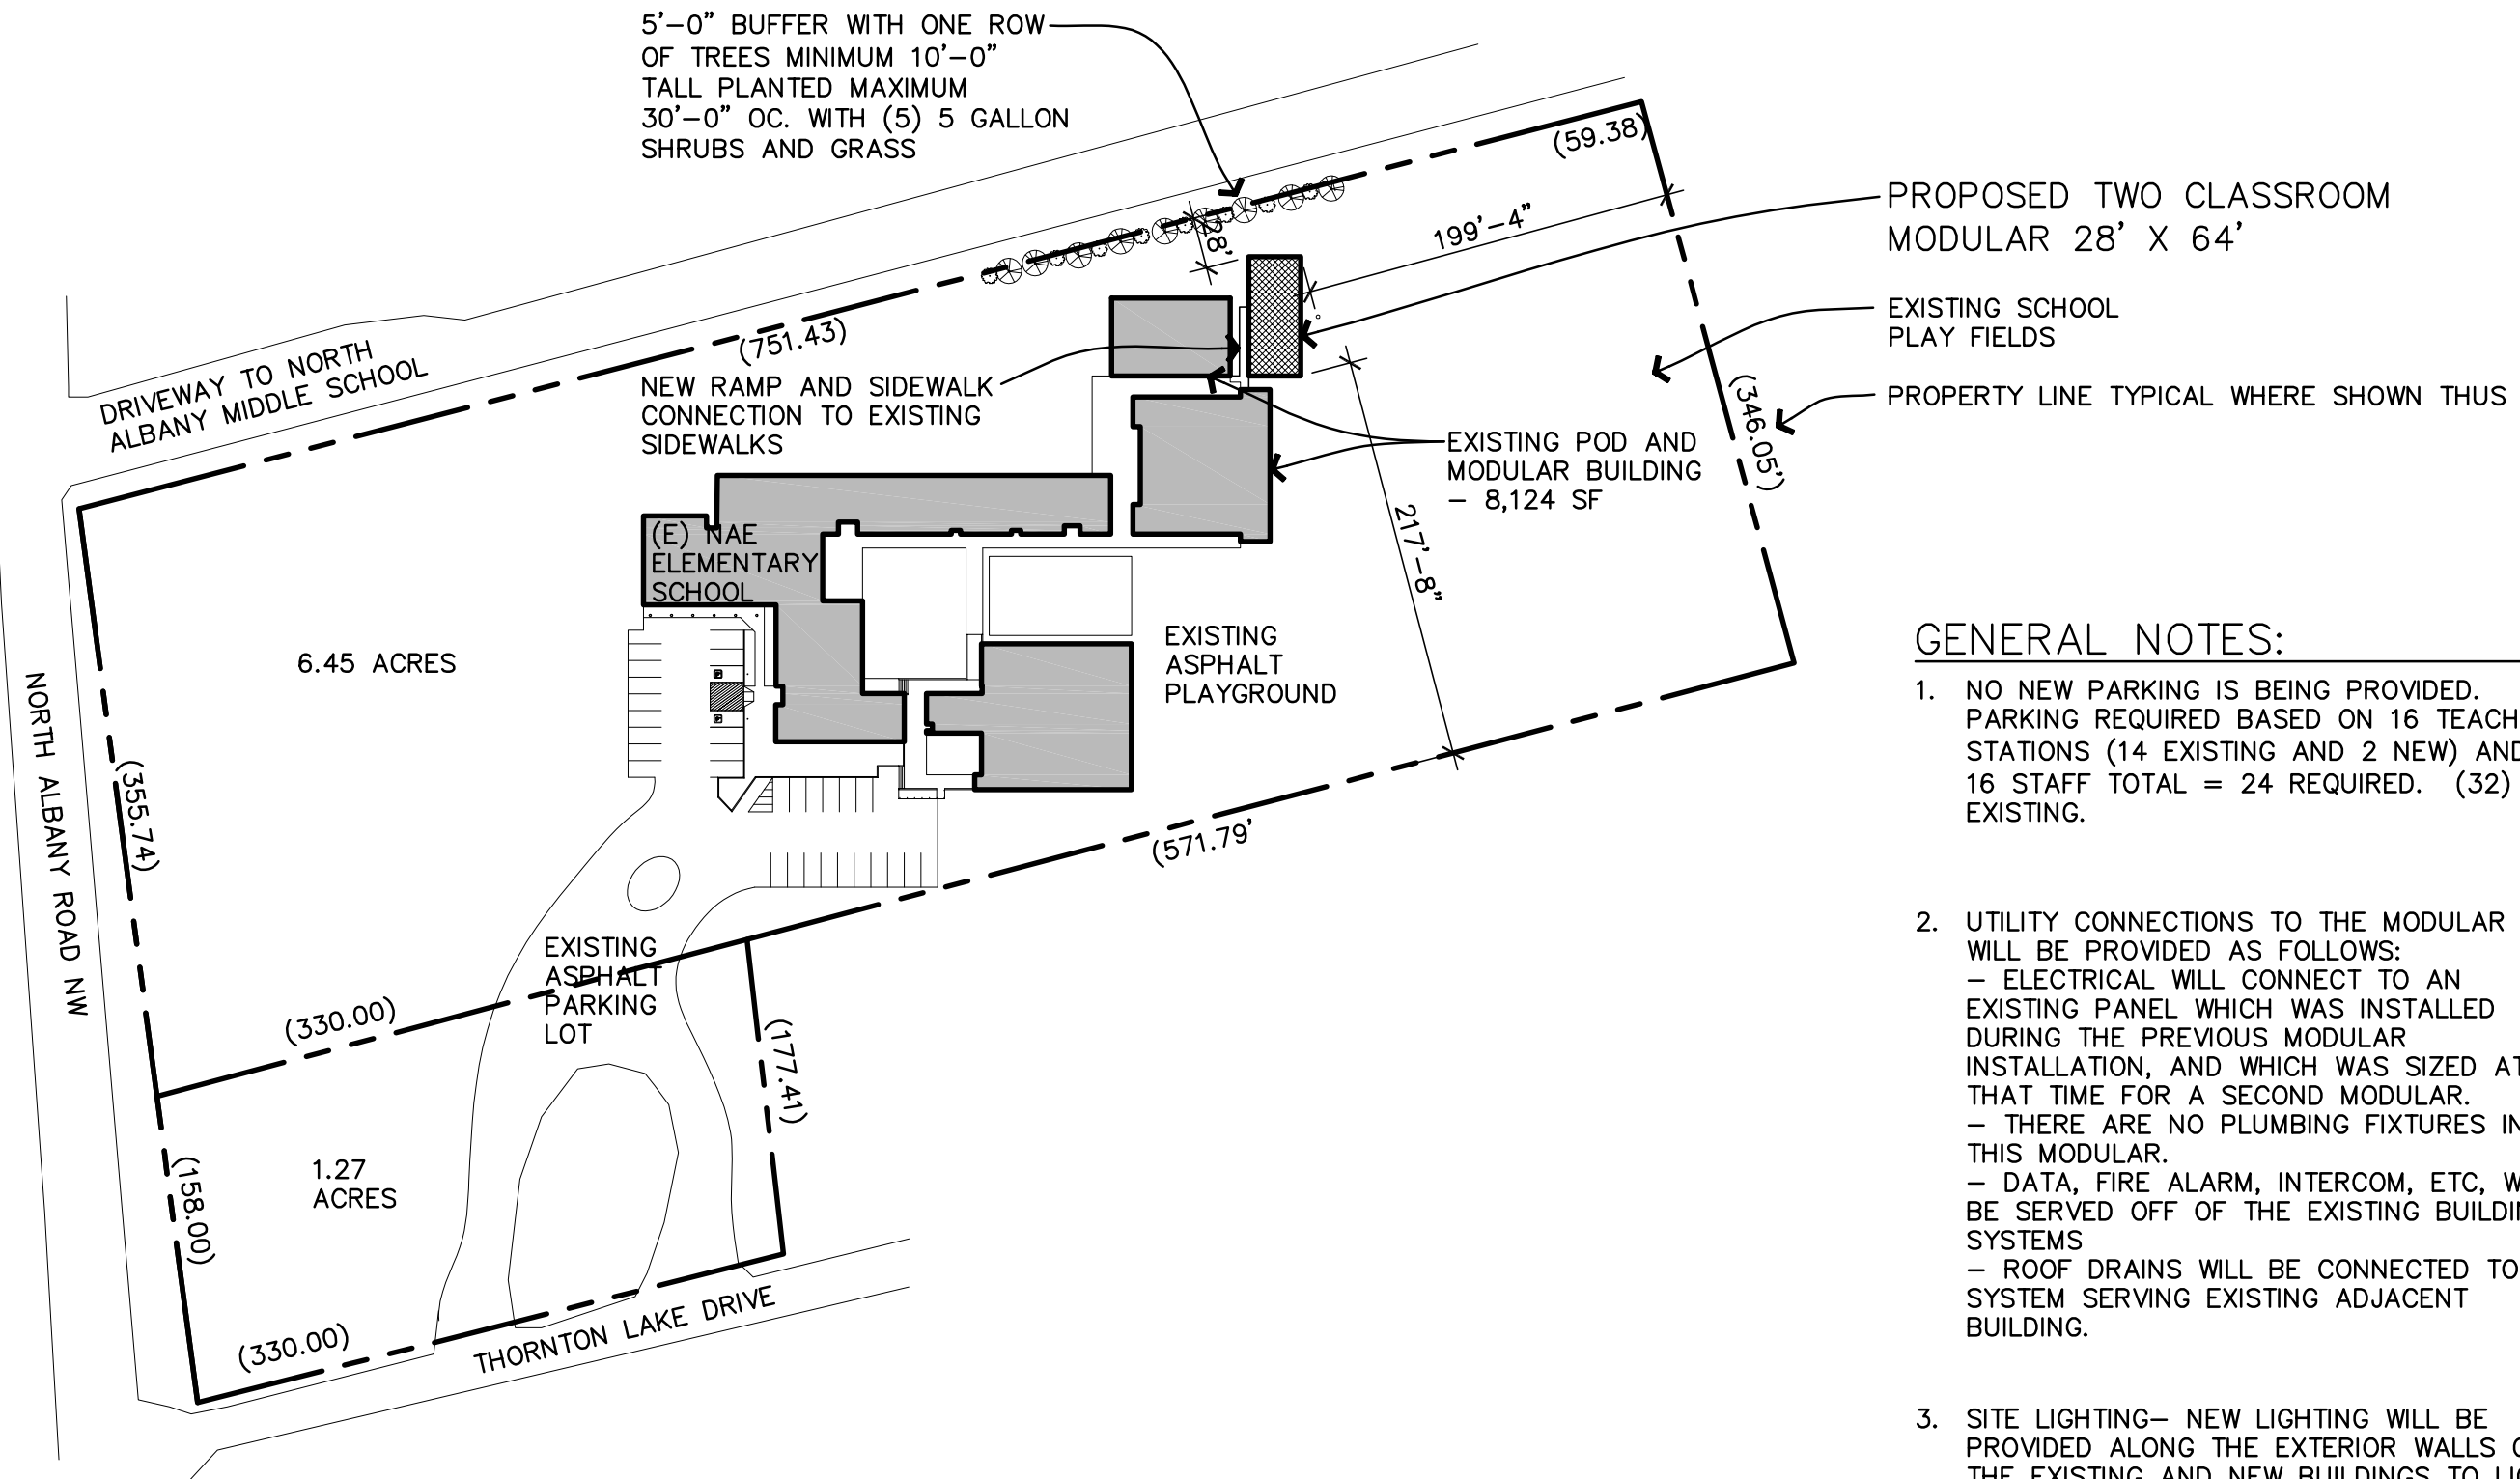 5'-0" BUFFER WITH ONE ROW
OF TREES MINIMUM 10'-0"
TALL PLANTED MAXIMUM
30'-0" OC. WITH (5) 5 GALLON
SHRUBS AND GRASS
(59.38)
199'-4"
28'
PROPOSED TWO CLASSROOM
MODULAR 28' X 64'
EXISTING SCHOOL
PLAY FIELDS
PROPERTY LINE TYPICAL WHERE SHOWN THUS
(751.43)
DRIVEWAY TO NORTH
ALBANY MIDDLE SCHOOL
NEW RAMP AND SIDEWALK
CONNECTION TO EXISTING
SIDEWALKS
EXISTING POD AND
MODULAR BUILDING
- 8,124 SF
(346.05')
217'-8"
(E) NAE
ELEMENTARY
SCHOOL
6.45 ACRES
EXISTING
ASPHALT
PLAYGROUND
NORTH ALBANY ROAD NW
(355.74)
(571.79'
EXISTING
ASPHALT
PARKING
LOT
(330.00)
(177.41)
1.27
ACRES
(158.00)
(330.00)
THORNTON LAKE DRIVE
GENERAL NOTES:
1. NO NEW PARKING IS BEING PROVIDED.
PARKING REQUIRED BASED ON 16 TEACH
STATIONS (14 EXISTING AND 2 NEW) AND
16 STAFF TOTAL = 24 REQUIRED. (32)
EXISTING.
2. UTILITY CONNECTIONS TO THE MODULAR
WILL BE PROVIDED AS FOLLOWS:
- ELECTRICAL WILL CONNECT TO AN
EXISTING PANEL WHICH WAS INSTALLED
DURING THE PREVIOUS MODULAR
INSTALLATION, AND WHICH WAS SIZED AT
THAT TIME FOR A SECOND MODULAR.
- THERE ARE NO PLUMBING FIXTURES IN
THIS MODULAR.
- DATA, FIRE ALARM, INTERCOM, ETC, W
BE SERVED OFF OF THE EXISTING BUILDIN
SYSTEMS
- ROOF DRAINS WILL BE CONNECTED TO
SYSTEM SERVING EXISTING ADJACENT
BUILDING.
3. SITE LIGHTING- NEW LIGHTING WILL BE
PROVIDED ALONG THE EXTERIOR WALLS
THE EXISTING AND NEW BUILDINGS TO